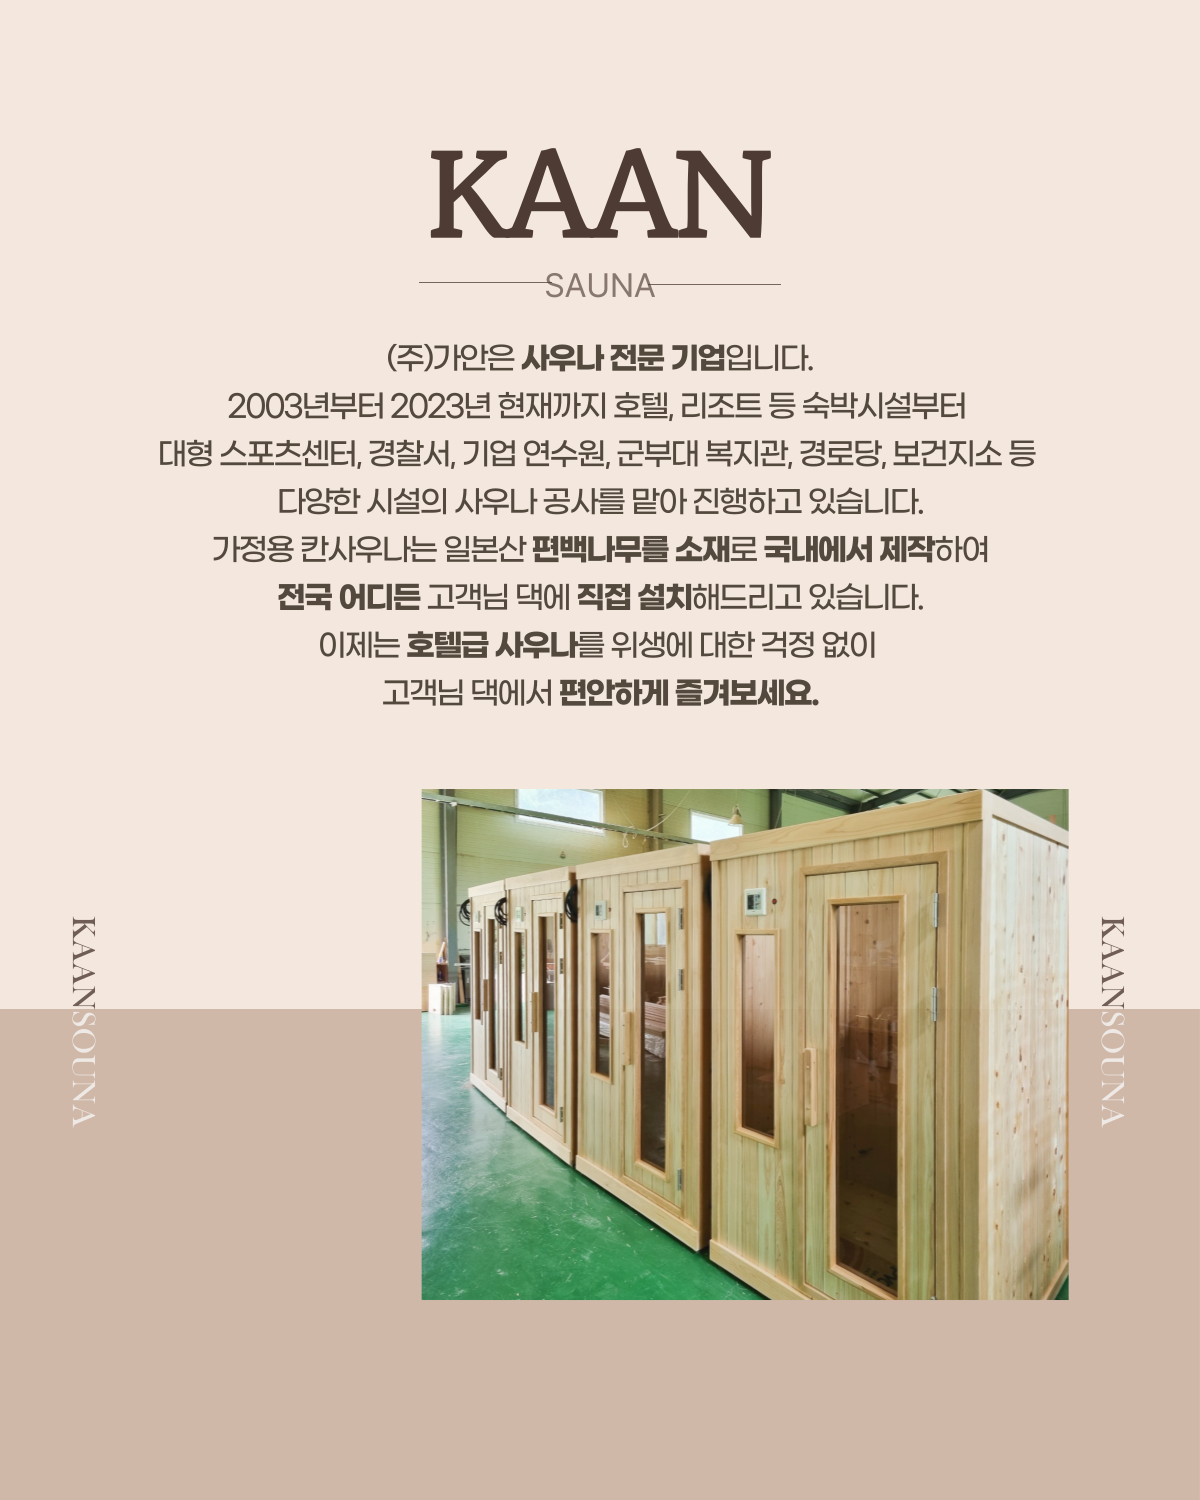 KAAN
SAUNA
(주)가안은 사우나 전문 기업입니다.
2003년부터 2023년 현재까지 호텔, 리조트 등 숙박시설부터
대형 스포츠센터, 경찰서, 기업 연수원, 군부대 복지관, 경로당, 보건지소 등
다양한 시설의 사우나 공사를 맡아 진행하고 있습니다.
가정용 칸사우나는 일본산 편백나무를 소재로 국내에서 제작하여
전국 어디든 고객님 댁에 직접 설치해드리고 있습니다.
이제는 호텔급 사우나를 위생에 대한 걱정 없이
고객님 댁에서 편안하게 즐겨보세요.
KAANSOUNA
KAANSOUNA